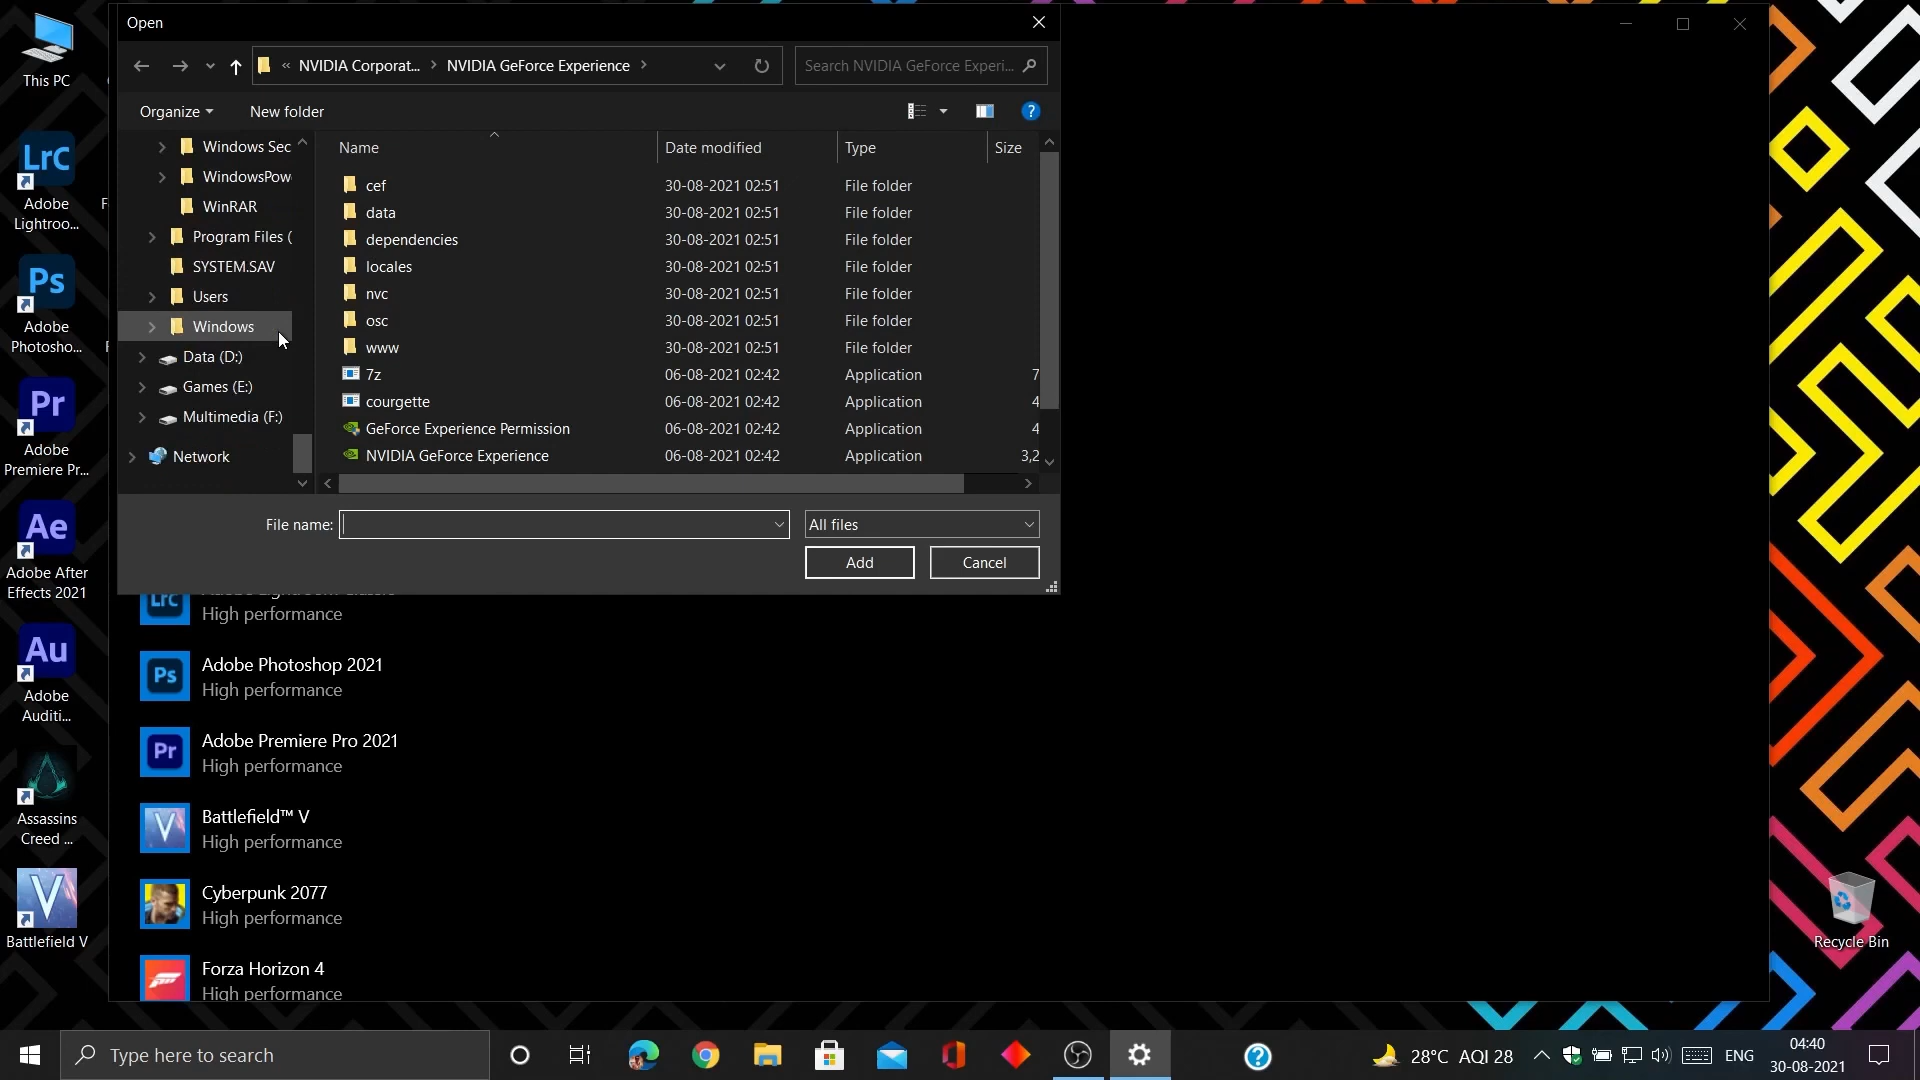 Open
« NVIDIA Corporat... > NVIDIA GeForce Experience >
Search NVIDIA GeForce Experi...
Organize
New folder
Windows Sec
WindowsPow
WinRAR
Program Files (
SYSTEM.SAV
Users
Windows
Data (D:)
Games (E:)
Multimedia (F:)
Network
Name Date modified Type Size
cef 30-08-2021 02:51 File folder
data 30-08-2021 02:51 File folder
dependencies 30-08-2021 02:51 File folder
locales 30-08-2021 02:51 File folder
nvc 30-08-2021 02:51 File folder
osc 30-08-2021 02:51 File folder
www 30-08-2021 02:51 File folder
7z 06-08-2021 02:42 Application 7
courgette 06-08-2021 02:42 Application 4
GeForce Experience Permission 06-08-2021 02:42 Application 4
NVIDIA GeForce Experience 06-08-2021 02:42 Application 3,2
File name:
All files
Add
Cancel
LrC
High performance
Ps
Adobe Photoshop 2021
High performance
Pr
Adobe Premiere Pro 2021
High performance
V
Battlefield™ V
High performance
Cyberpunk 2077
High performance
Forza Horizon 4
High performance
This PC
LrC
Adobe
Lightroo...
Ps
Adobe
Photosho...
Pr
Adobe
Premiere Pr...
Ae
Adobe After
Effects 2021
Au
Adobe
Auditi...
Assassins
Creed ...
V
Battlefield V
Recycle Bin
Type here to search
28°C AQI 28
ENG
04:40
30-08-2021